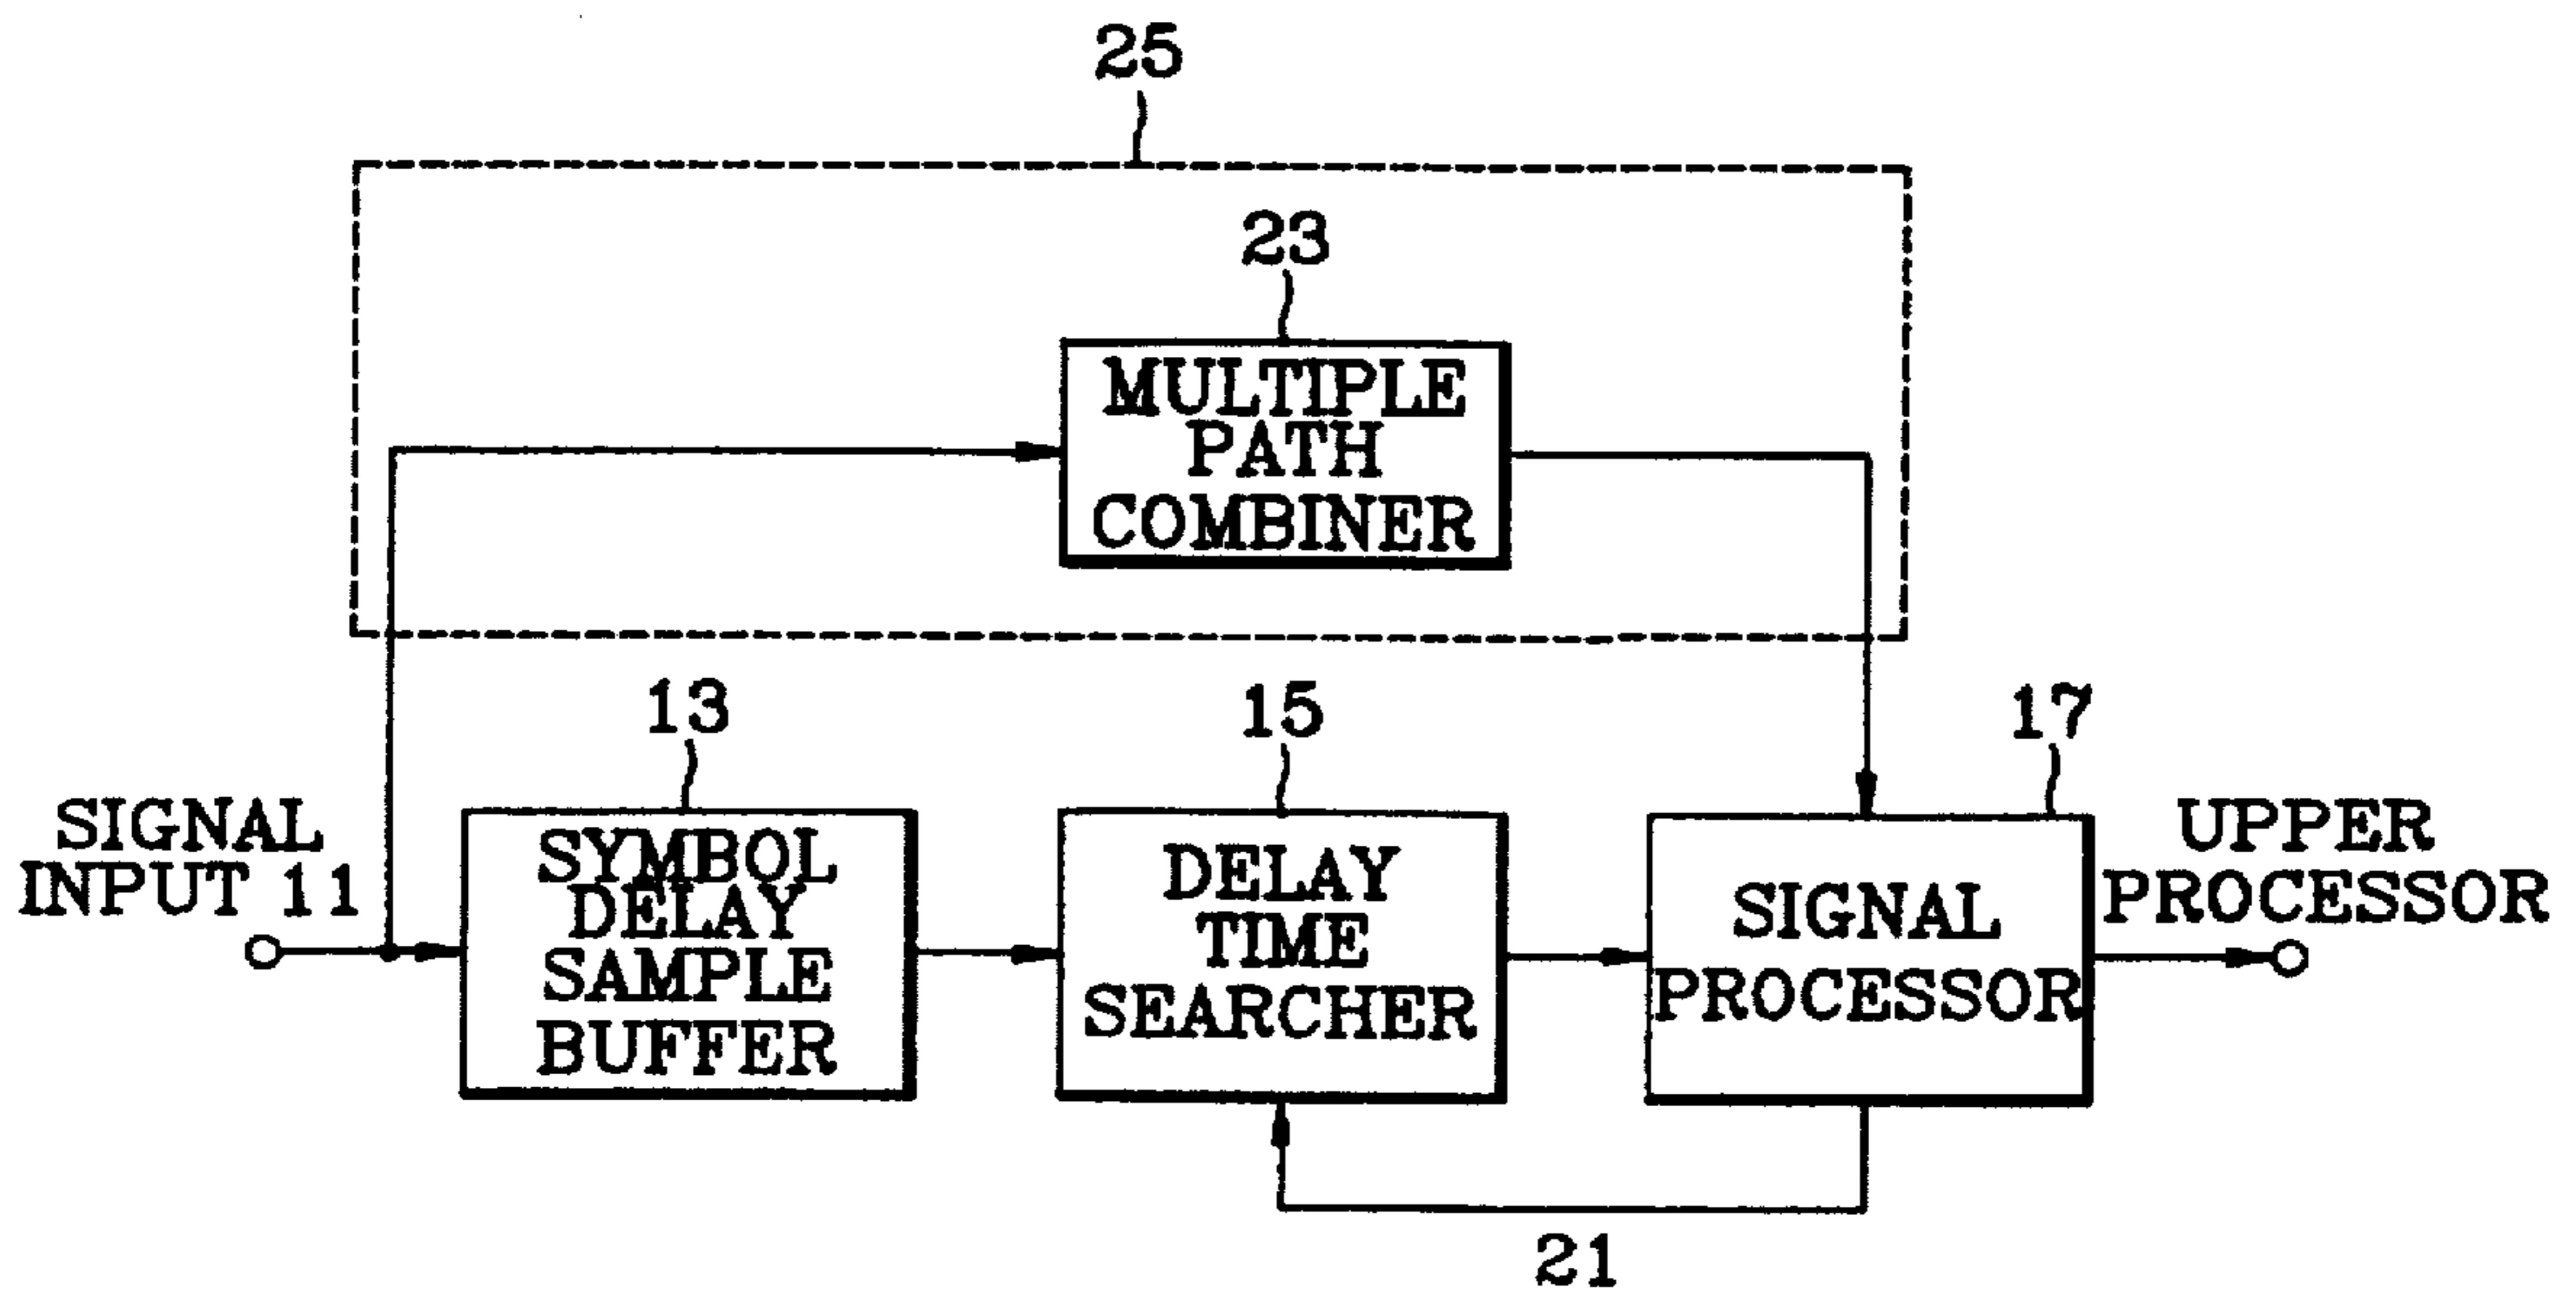 25
23
MULTIPLE
PATH
COMBINER
13
15
17
SIGNAL
INPUT 11
SYMBOL
DELAY
SAMPLE
BUFFER
DELAY
TIME
SEARCHER
SIGNAL
PROCESSOR
UPPER
PROCESSOR
21